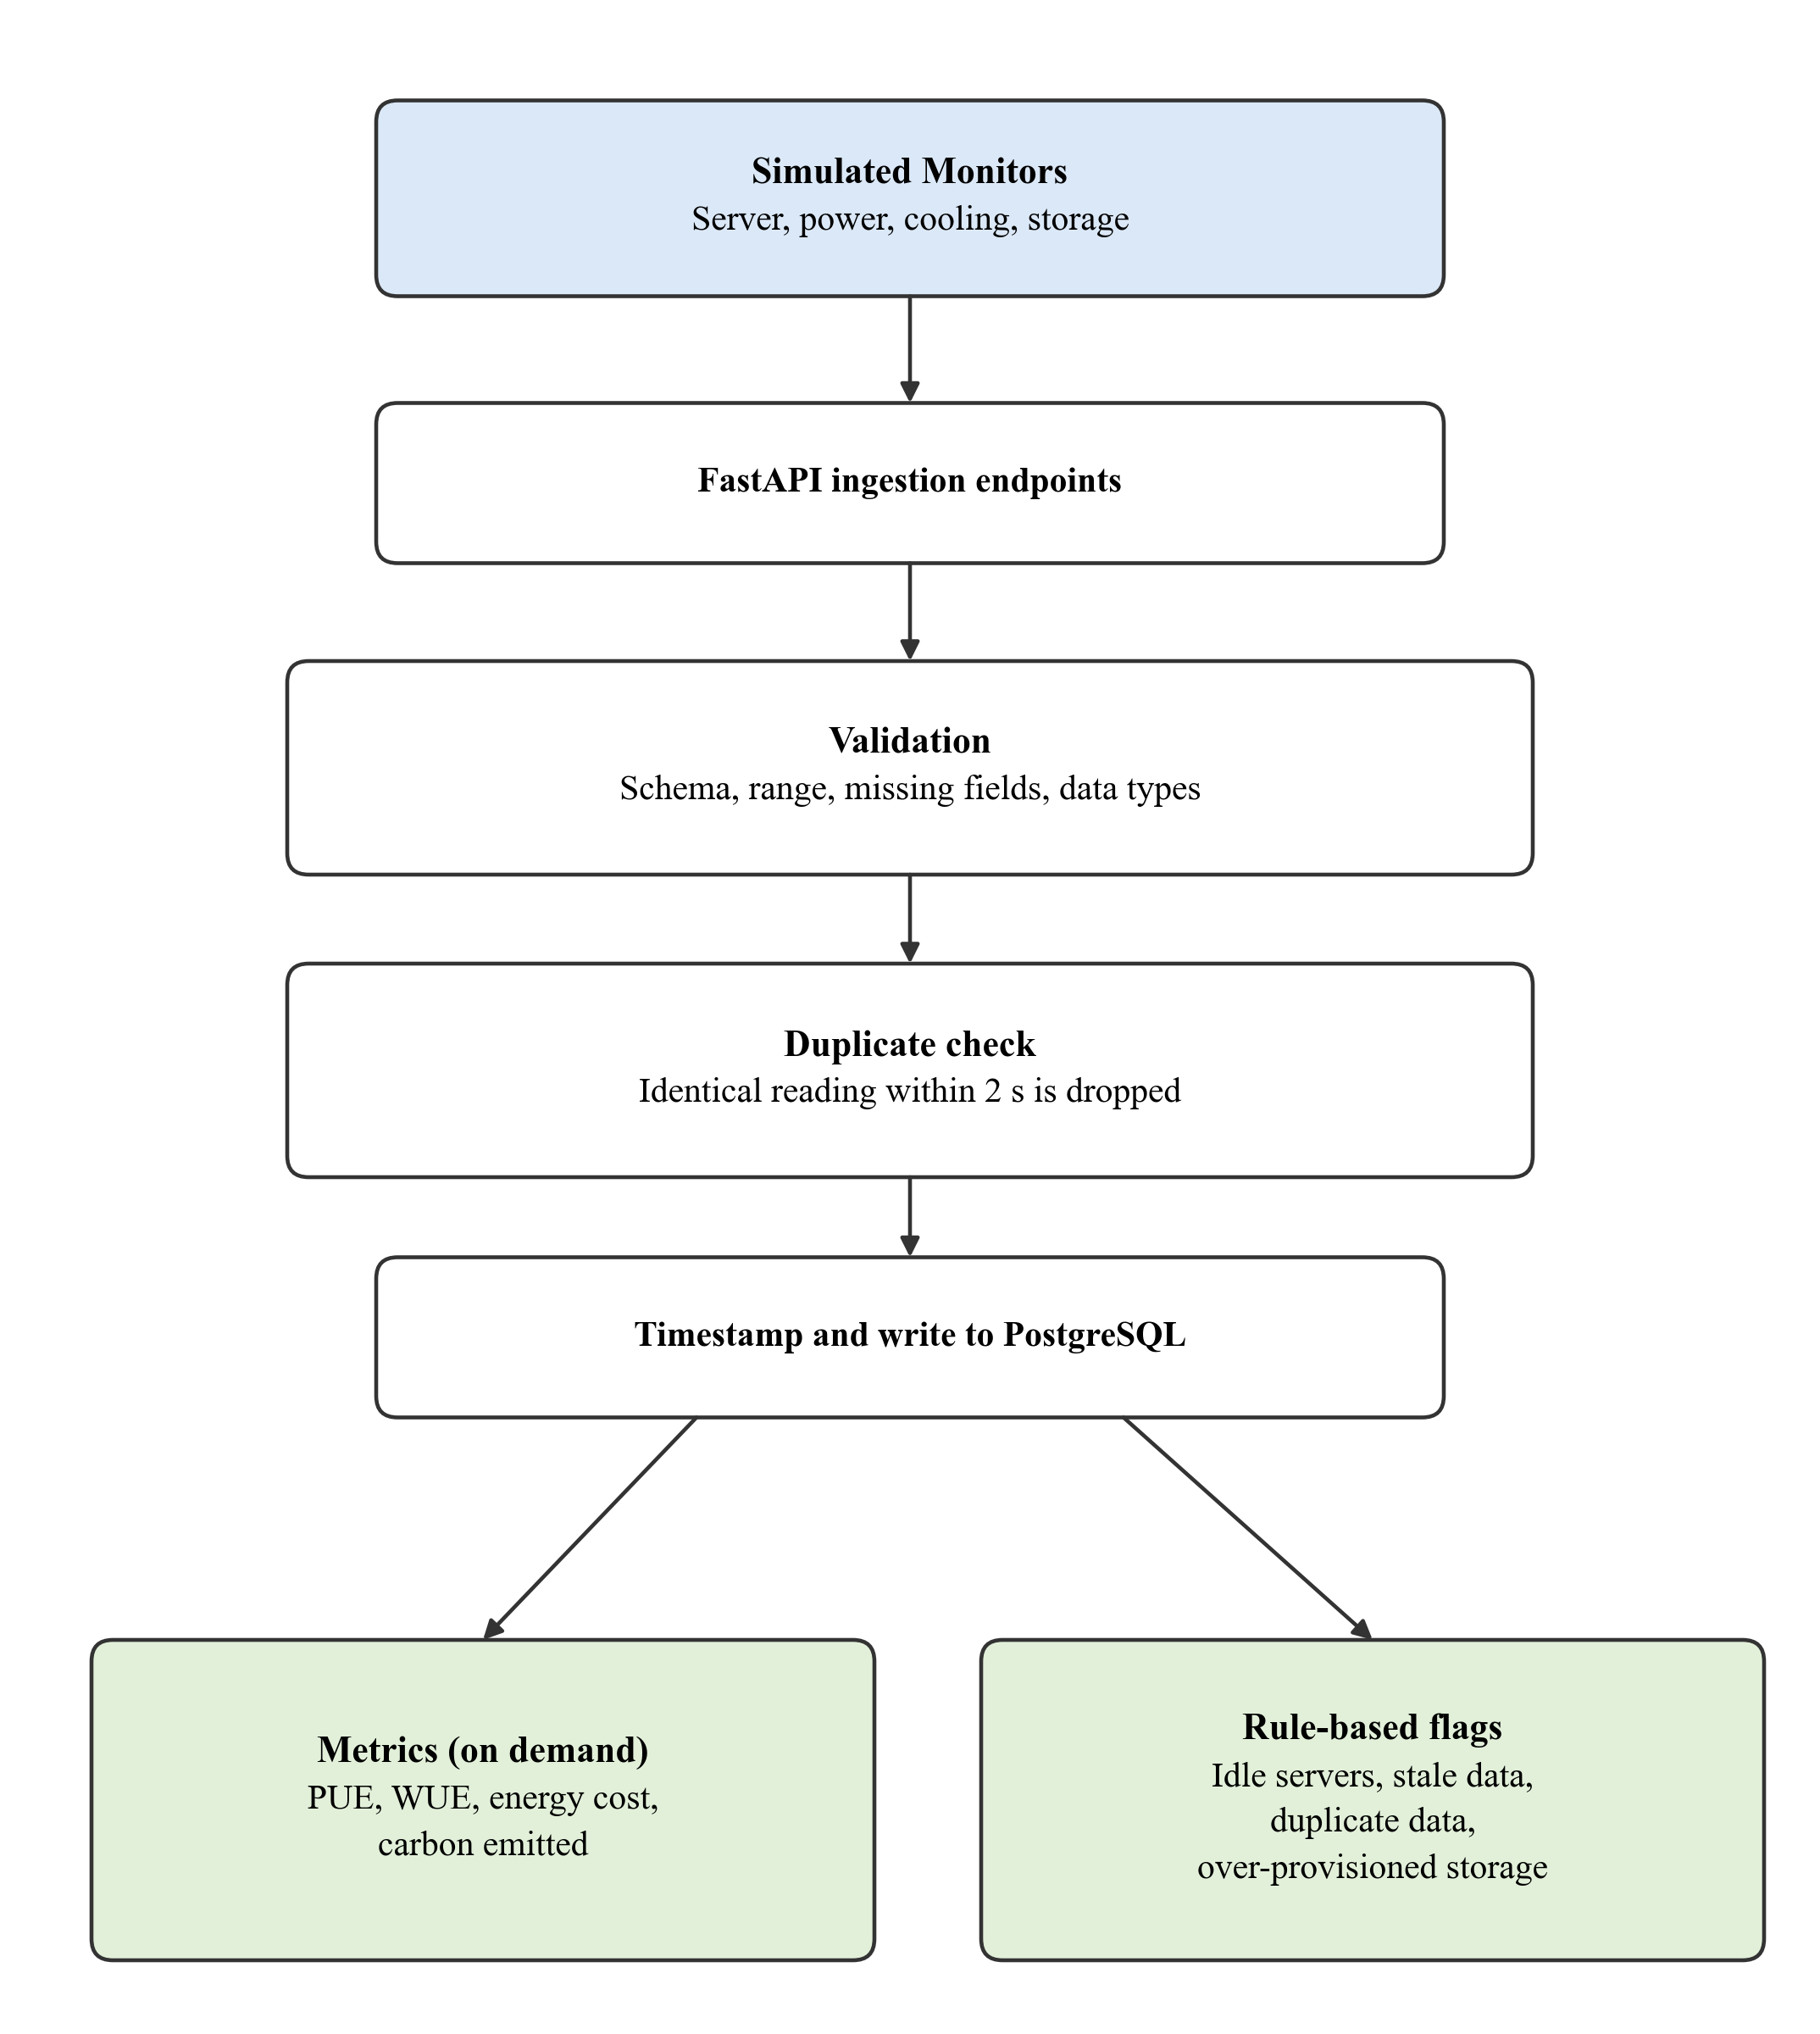 Simulated Monitors
Server, power, cooling, storage
FastAPI ingestion endpoints
Validation
Schema, range, missing fields, data types
Duplicate check
Identical reading within 2 s is dropped
Timestamp and write to PostgreSQL
Metrics (on demand)
PUE, WUE, energy cost,
carbon emitted
Rule-based flags
Idle servers, stale data,
duplicate data,
over-provisioned storage